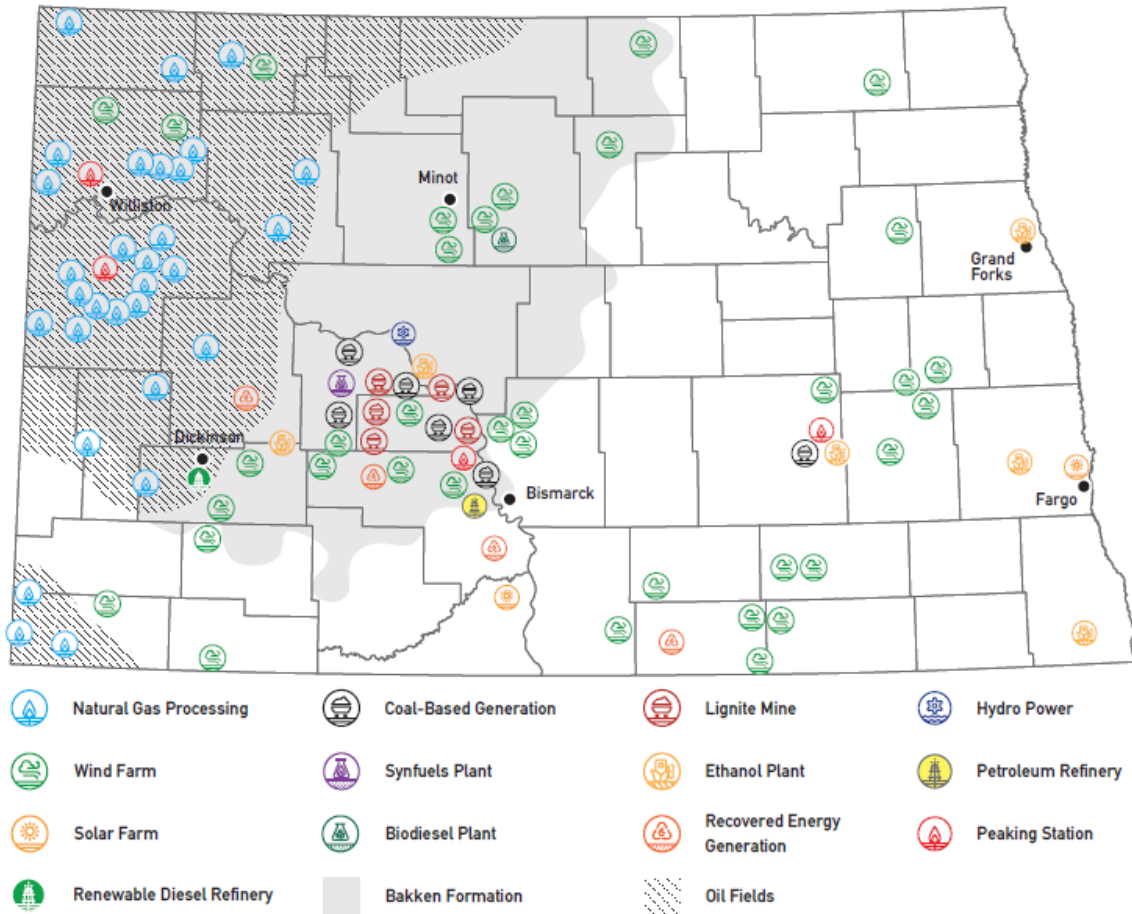 Minot
Williston
Grand
Forks
Dickinson
Bismarck
Fargo
Natural Gas Processing
Coal-Based Generation
Lignite Mine
Hydro Power
Wind Farm
Synfuels Plant
Ethanol Plant
Petroleum Refinery
Solar Farm
Biodiesel Plant
Recovered Energy
Generation
Peaking Station
Renewable Diesel Refinery
Bakken Formation
Oil Fields